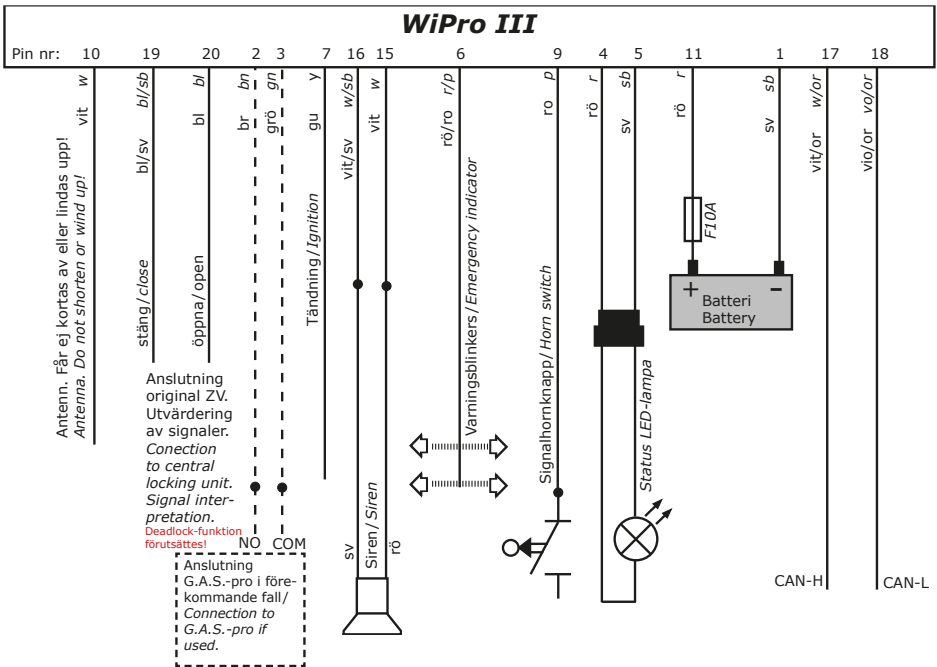 WiPro III
Pin nr: 10 19 20 2 3 7 16 15 6 9 4 5 11 1 17 18
vit w
bl/sv bl/sb
bl bl
br bn
grö gn
gu y
vit/sv w/sb
vit w
rö/ro r/p
ro p
rö r
sv sb
rö r
sv sb
vit/or w/or
vio/or vo/or
Antenn. Får ej kortas av eller lindas upp!
Antenna. Do not shorten or wind up!
stäng/close
öppna/open
Anslutning
original ZV.
Utvärdering
av signaler.
Conection
to central
locking unit.
Signal inter-
pretation.
Deadlock-funktion
förutsättes!
NO COM
Anslutning
G.A.S.-pro i före-
kommande fall/
Connection to
G.A.S.-pro if
used.
Tändning/Ignition
sv
Siren/Siren
rö
Varningsblinkers/Emergency indicator
Signalhornknapp/Horn switch
Status LED-lampa
F10A
+ −
Batteri
Battery
CAN-H
CAN-L